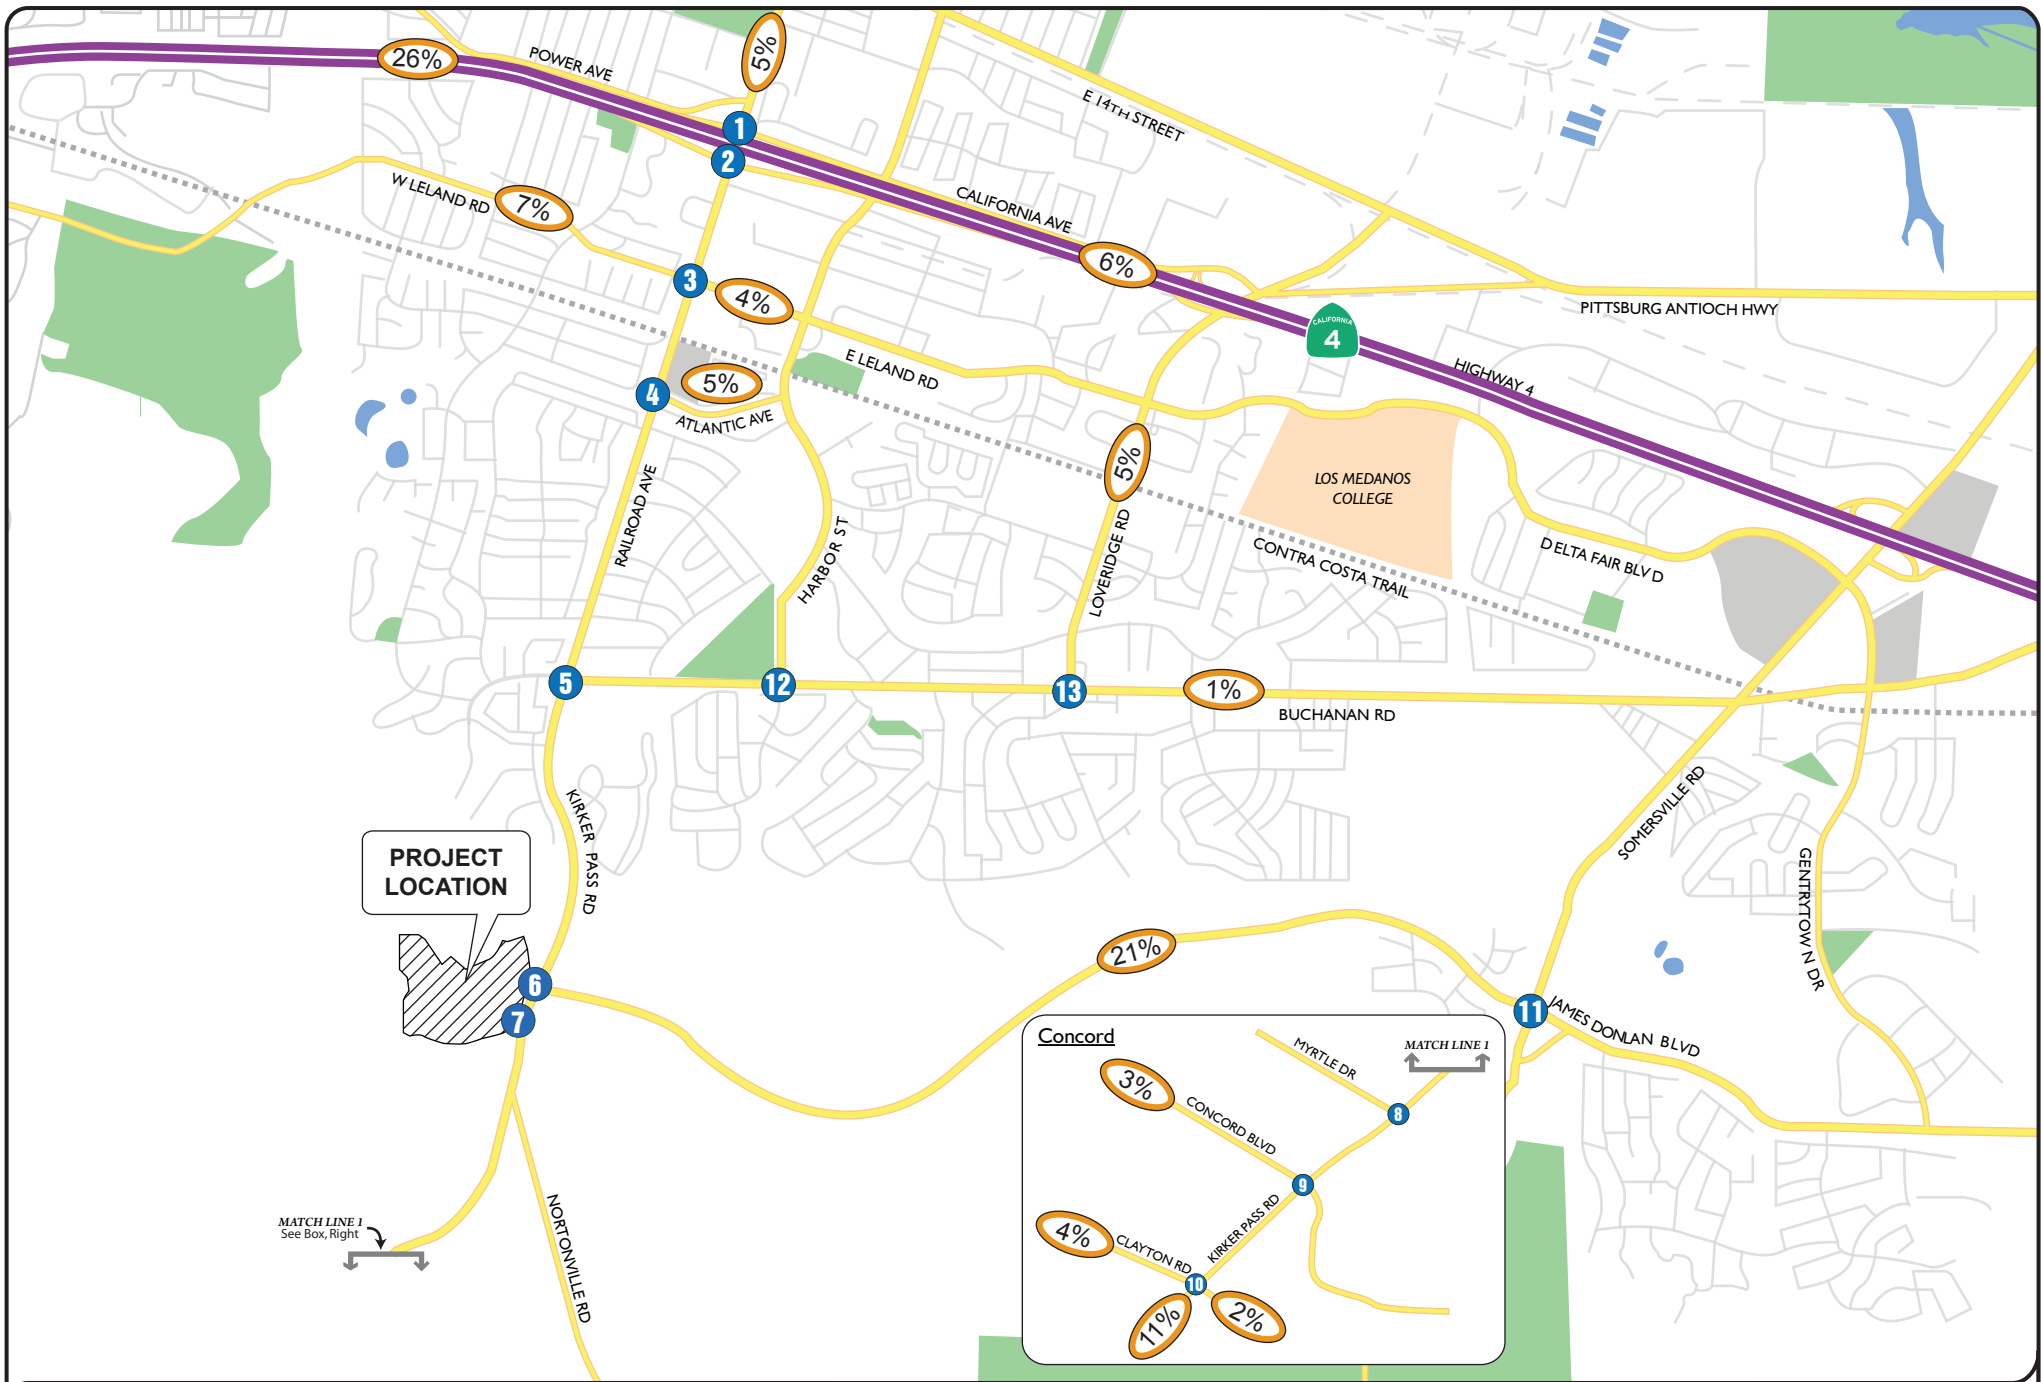 26%
POWER AVE
5%
1
2
E 14TH STREET
W LELAND RD
7%
CALIFORNIA AVE
6%
3
4%
CALIFORNIA
4
PITTSBURG ANTIOCH HWY
HIGHWAY 4
E LELAND RD
5%
4
ATLANTIC AVE
5%
LOS MEDANOS
COLLEGE
RAILROAD AVE
HARBOR ST
LOVERIDGE RD
CONTRA COSTA TRAIL
DELTA FAIR BLVD
5
12
13
1%
BUCHANAN RD
KIRKER PASS RD
SOMERSVILLE RD
GENTRYTOWN DR
PROJECT
LOCATION
21%
6
7
11
JAMES DONLAN BLVD
Concord
MYRTLE DR
MATCH LINE 1
3%
CONCORD BLVD
8
9
KIRKER PASS RD
4%
CLAYTON RD
10
11%
2%
MATCH LINE 1
See Box, Right
NORTONVILLE RD